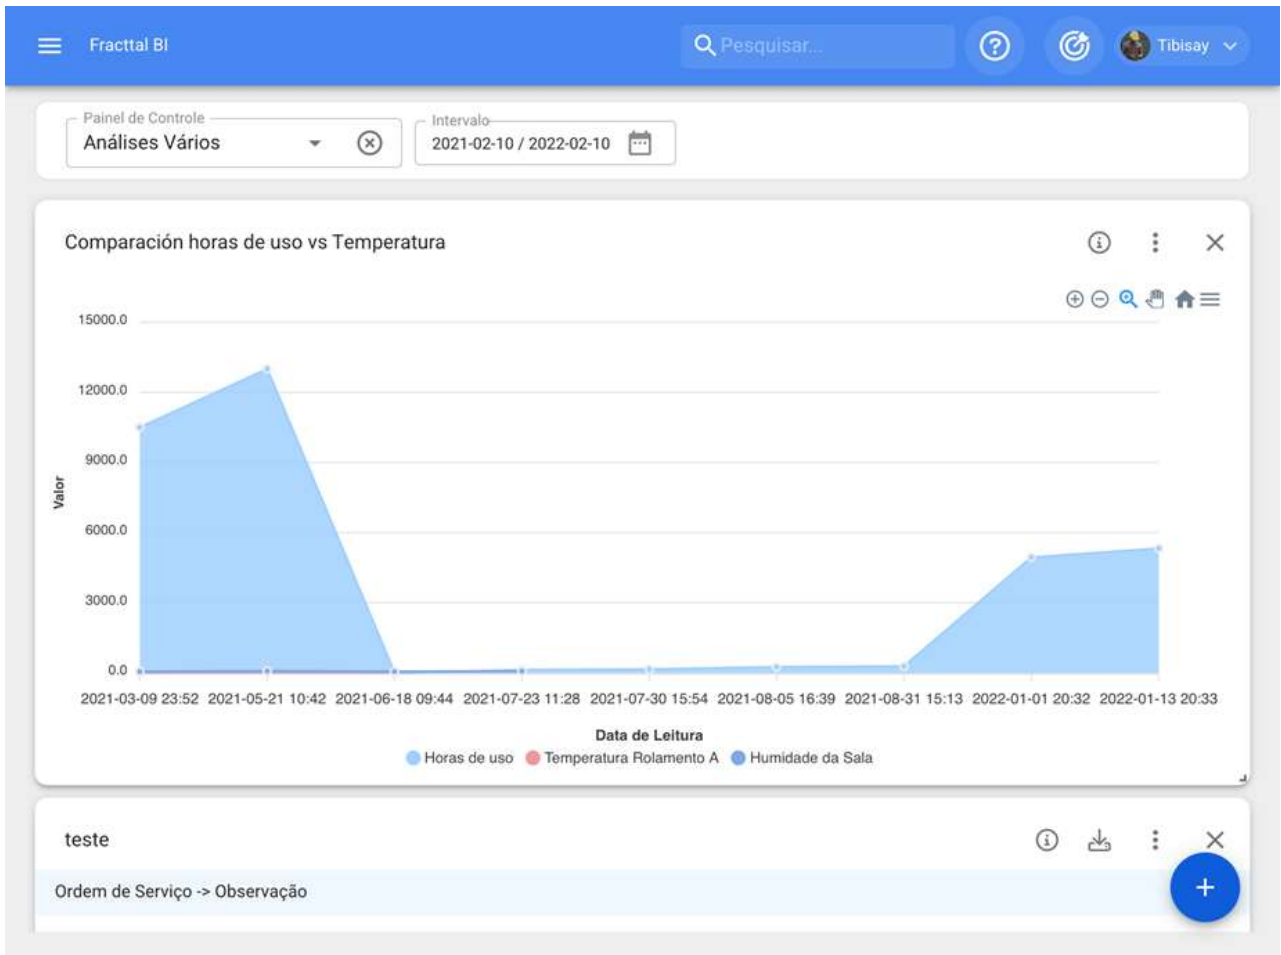 Fracttal BI
Pesquisar...
Tibisay
Painel de Controle
Análises Vários
Intervalo
2021-02-10 / 2022-02-10
Comparación horas de uso vs Temperatura
15000.0
12000.0
9000.0
6000.0
3000.0
0.0
Valor
2021-03-09 23:52 2021-05-21 10:42 2021-06-18 09:44 2021-07-23 11:28 2021-07-30 15:54 2021-08-05 16:39 2021-08-31 15:13 2022-01-01 20:32 2022-01-13 20:33
Data de Leitura
Horas de uso Temperatura Rolamento A Humidade da Sala
teste
Ordem de Serviço -> Observação